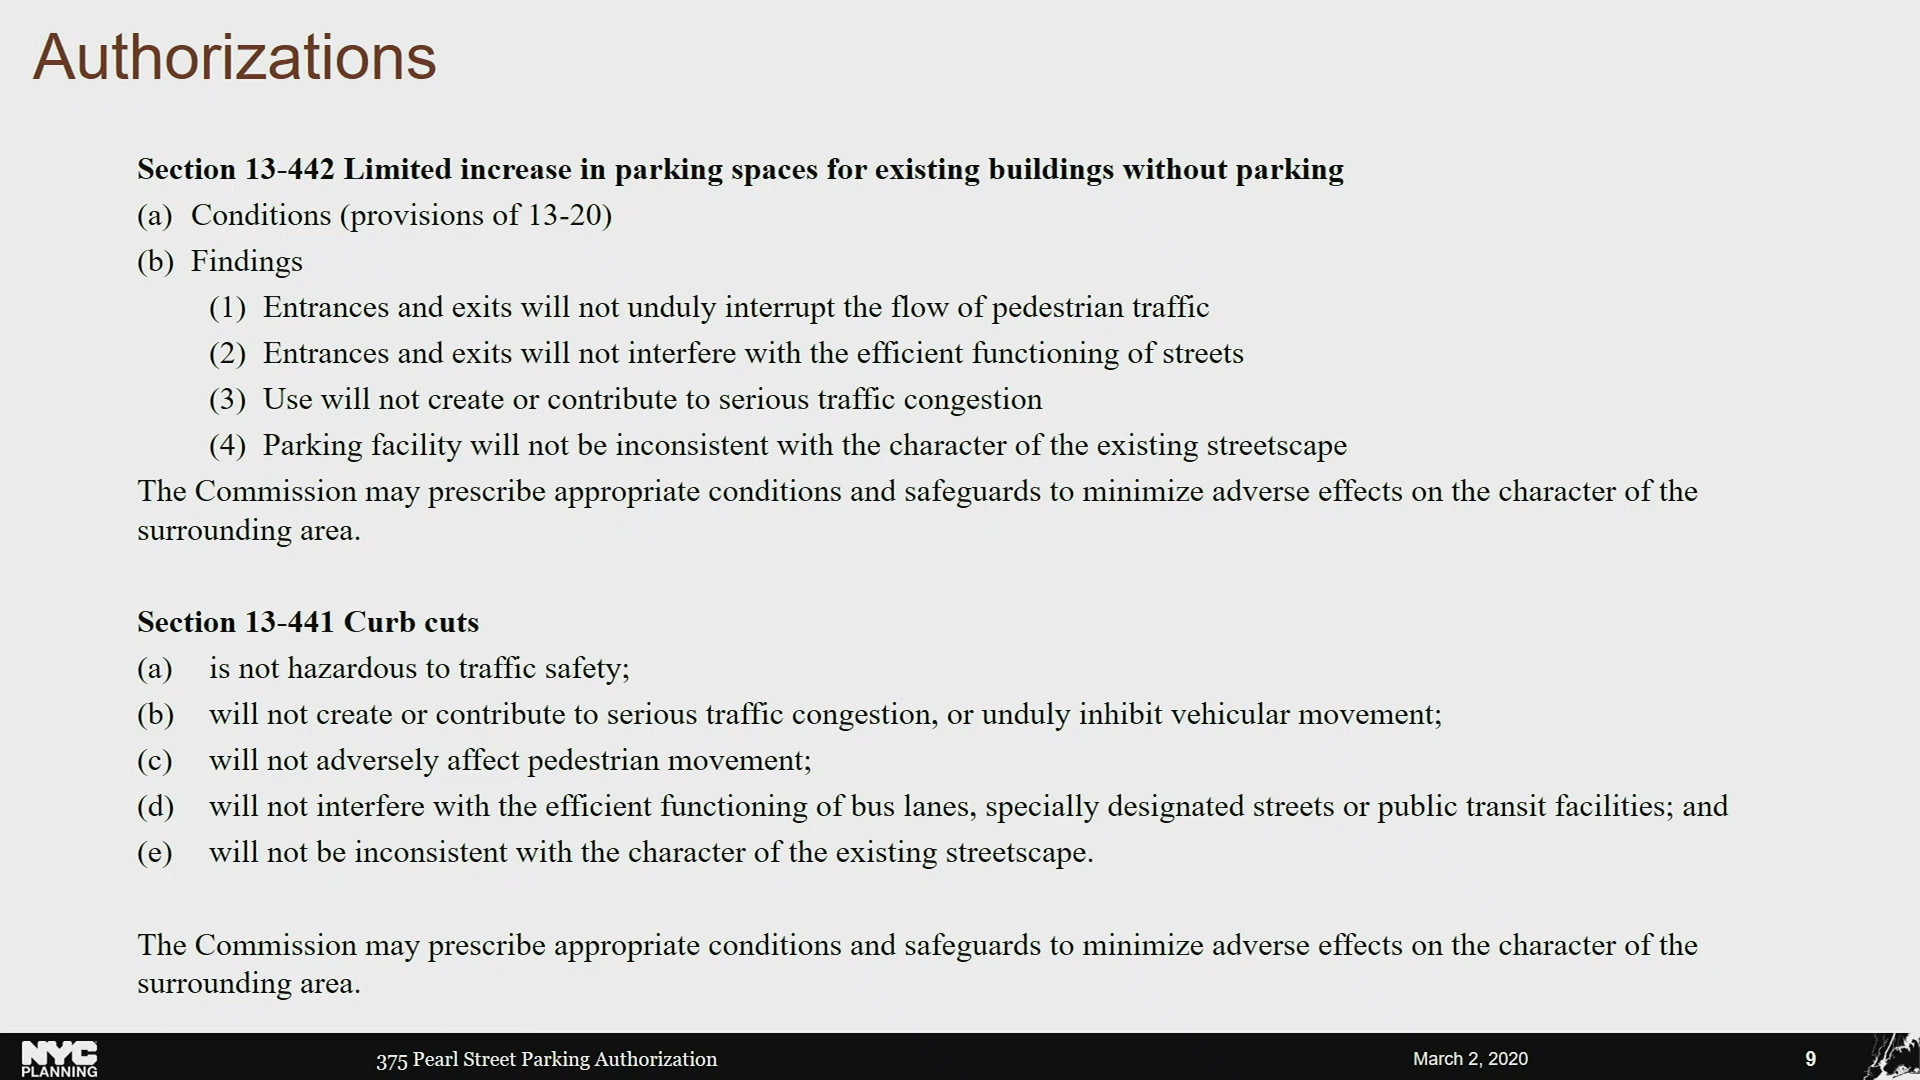 Authorizations
Section 13-442 Limited increase in parking spaces for existing buildings without parking
(a) Conditions (provisions of 13-20)
(b) Findings
(1) Entrances and exits will not unduly interrupt the flow of pedestrian traffic
(2) Entrances and exits will not interfere with the efficient functioning of streets
(3) Use will not create or contribute to serious traffic congestion
(4) Parking facility will not be inconsistent with the character of the existing streetscape
The Commission may prescribe appropriate conditions and safeguards to minimize adverse effects on the character of the
surrounding area.
Section 13-441 Curb cuts
(a) is not hazardous to traffic safety;
(b) will not create or contribute to serious traffic congestion, or unduly inhibit vehicular movement;
(c) will not adversely affect pedestrian movement;
(d) will not interfere with the efficient functioning of bus lanes, specially designated streets or public transit facilities; and
(e) will not be inconsistent with the character of the existing streetscape.
The Commission may prescribe appropriate conditions and safeguards to minimize adverse effects on the character of the
surrounding area.
NYC
PLANNING
375 Pearl Street Parking Authorization
March 2, 2020
9